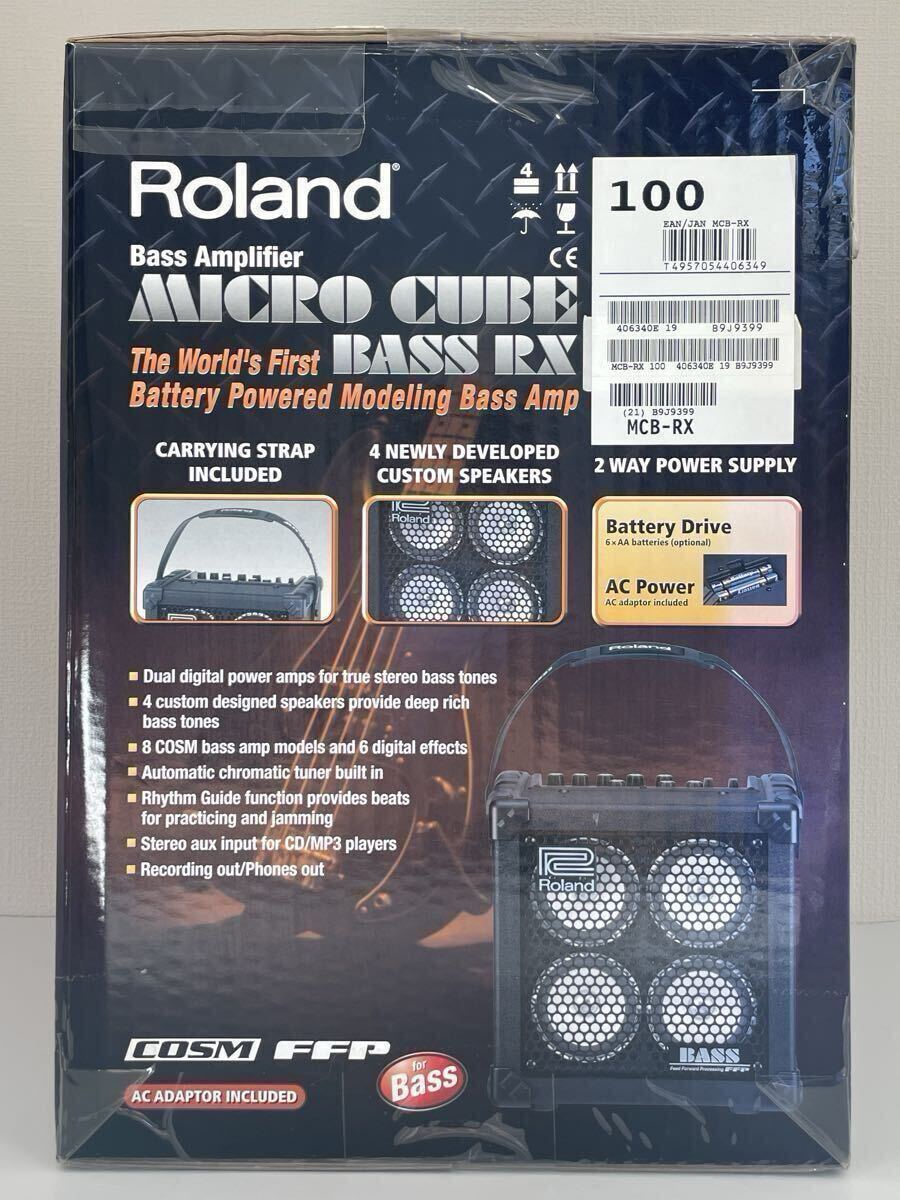 Roland®
Bass Amplifier
MICRO CUBE
BASS RX
The World's First
Battery Powered Modeling Bass Amp
4
CE
100
EAN/JAN MCB-RX
T4957054406349
406340E 19 B9J9399
MCB-RX 100 406340E 19 B9J9399
(21) B9J9399
MCB-RX
CARRYING STRAP
INCLUDED
4 NEWLY DEVELOPED
CUSTOM SPEAKERS
2 WAY POWER SUPPLY
Roland
Battery Drive
6×AA batteries (optional)
AC Power
AC adaptor included
Dual digital power amps for true stereo bass tones
4 custom designed speakers provide deep rich
bass tones
8 COSM bass amp models and 6 digital effects
Automatic chromatic tuner built in
Rhythm Guide function provides beats
for practicing and jamming
Stereo aux input for CD/MP3 players
Recording out/Phones out
Roland
Roland
BASS
Feed Forward Processing FFP
COSM FFP
for
Bass
AC ADAPTOR INCLUDED